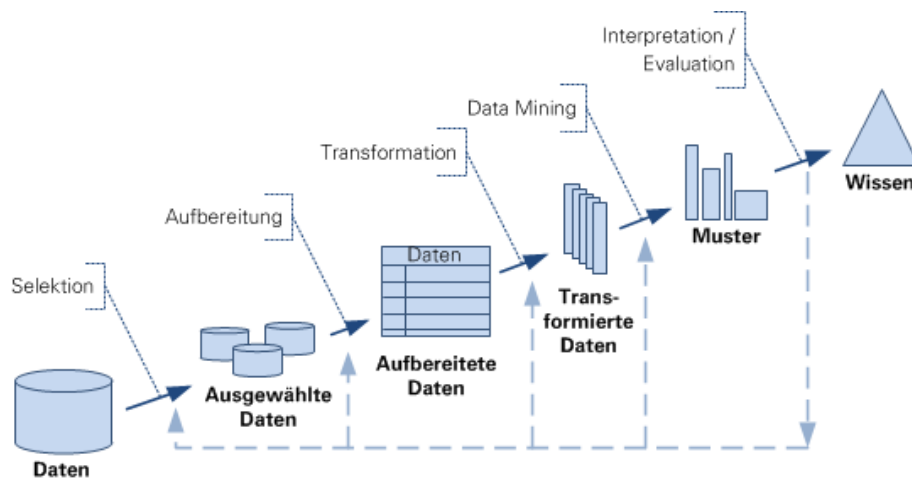 Interpretation /
Evaluation
Data Mining
Transformation
Wissen
Aufbereitung
Muster
Daten
Selektion
Trans-
formierte
Daten
Aufbereitete
Daten
Ausgewählte
Daten
Daten